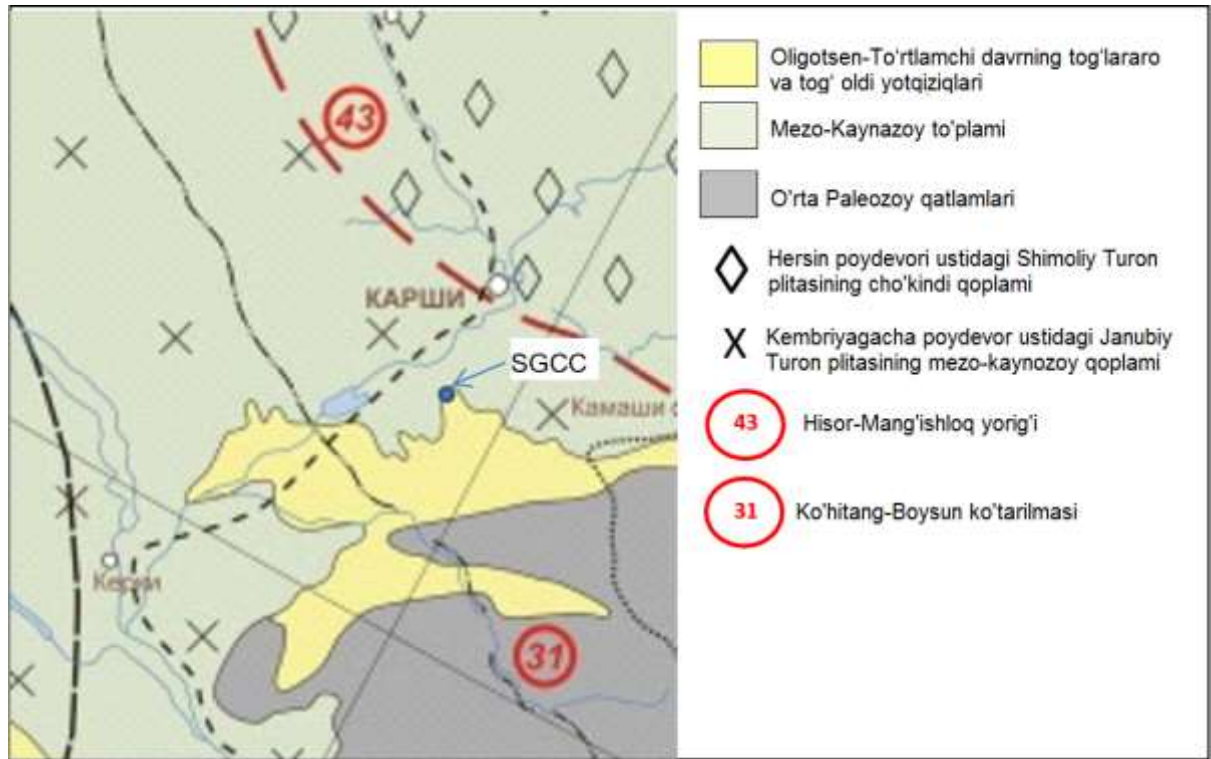 43
КАРШИ
SGCC
Камаши
Керки
31
Oligotsen-To'rtlamchi davrning tog'lararo
va tog' oldi yotqiziqlari
Mezo-Kaynazoy to'plami
O'rta Paleozoy qatlamlari
Hersin poydevori ustidagi Shimoliy Turon
plitasining cho'kindi qoplami
Kembriyagacha poydevor ustidagi Janubiy
Turon plitasining mezo-kaynozoy qoplami
43 Hisor-Mang'ishloq yorig'i
31 Ko'hitang-Boysun ko'tarilmasi